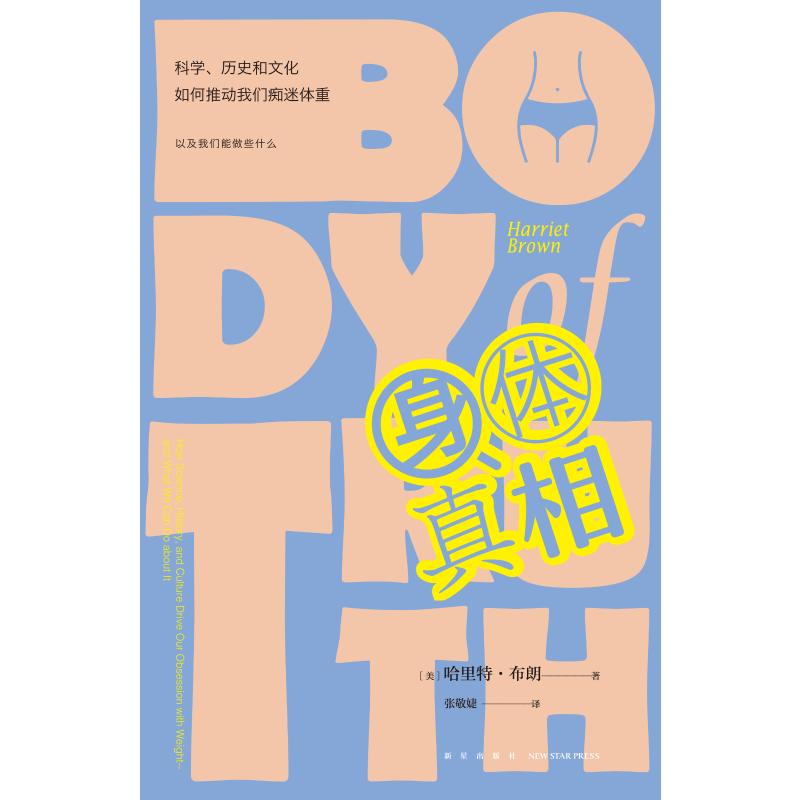 科学、历史和文化
如何推动我们痴迷体重
以及我们能做些什么
BO
DY
Harriet
Brown
of
身体
真相
TRU
TH
How Science, History, and Culture Drive Our Obsession with Weight—
and What We Can Do about It
[美]哈里特·布朗——著
张敬婕——译
新星出版社 NEW STAR PRESS